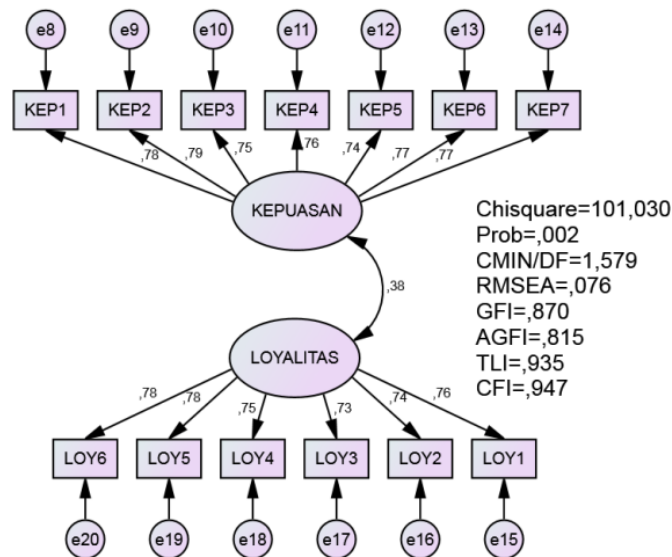 e8 e9 e10 e11 e12 e13 e14
KEP1 KEP2 KEP3 KEP4 KEP5 KEP6 KEP7
,78 ,79 ,75 ,76 ,74 ,77 ,77
KEPUASAN
Chisquare=101,030
Prob=,002
CMIN/DF=1,579
RMSEA=,076
GFI=,870
AGFI=,815
TLI=,935
CFI=,947
,38
LOYALITAS
,78 ,78 ,75 ,73 ,74 ,76
LOY6 LOY5 LOY4 LOY3 LOY2 LOY1
e20 e19 e18 e17 e16 e15